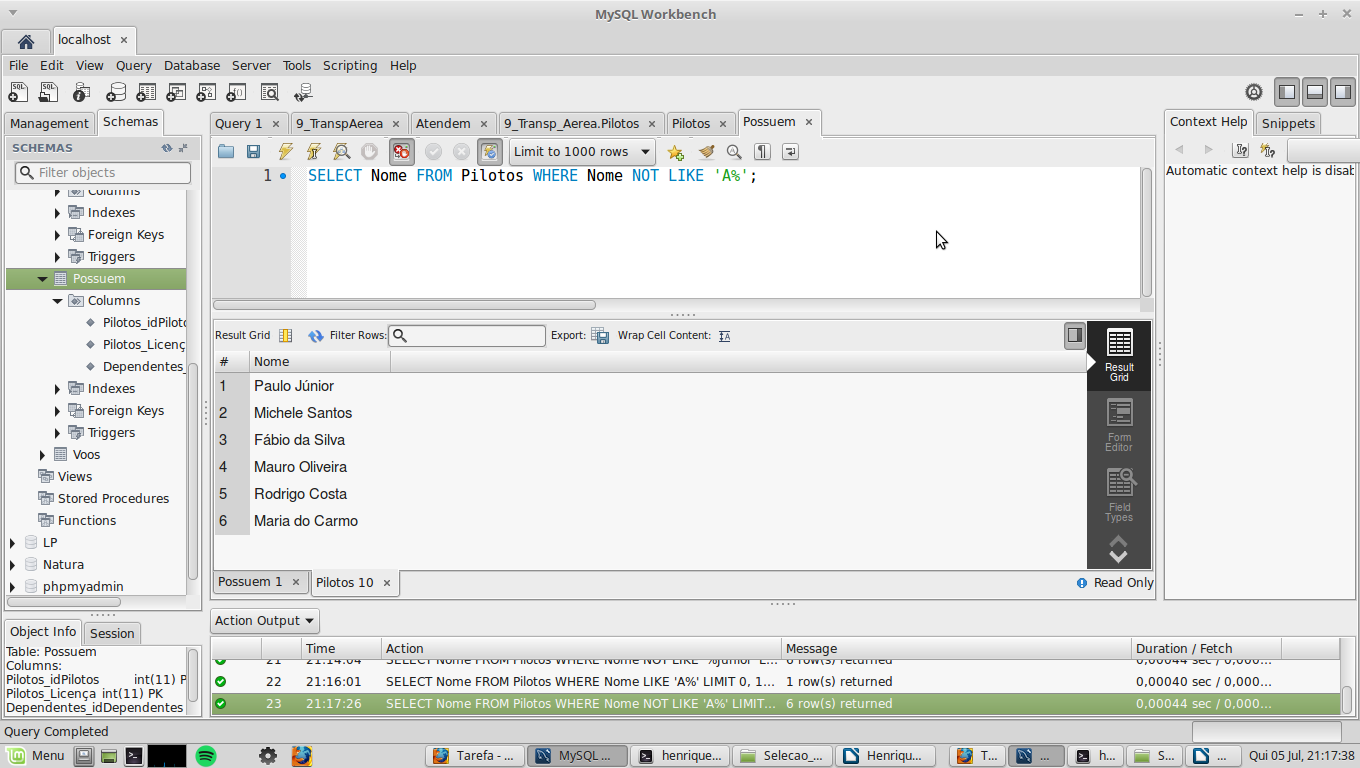 MySQL Workbench
localhost ×
File Edit View Query Database Server Tools Scripting Help
Management Schemas
Query 1 × 9_TranspAerea × Atendem × 9_Transp_Aerea.Pilotos × Pilotos × Possuem ×
Context Help Snippets
SCHEMAS
Limit to 1000 rows
Filter objects
Automatic context help is disab
1 SELECT Nome FROM Pilotos WHERE Nome NOT LIKE 'A%';
Columns
Indexes
Foreign Keys
Triggers
Possuem
Columns
Pilotos_idPiloto
Pilotos_Licenç
Dependentes_
Indexes
Foreign Keys
Triggers
Voos
Views
Stored Procedures
Functions
LP
Natura
phpmyadmin
Result Grid Filter Rows: Export: Wrap Cell Content:
# Nome
1 Paulo Júnior
2 Michele Santos
3 Fábio da Silva
4 Mauro Oliveira
5 Rodrigo Costa
6 Maria do Carmo
Result
Grid
Form
Editor
Field
Types
Possuem 1 × Pilotos 10 × Read Only
Object Info Session
Table: Possuem
Columns:
Pilotos_idPilotos int(11) P
Pilotos_Licença int(11) PK
Dependentes_idDependentes
Action Output
Time Action Message Duration / Fetch
21 21:14:04 SELECT Nome FROM Pilotos WHERE Nome NOT LIKE '%Júnior' L... 6 row(s) returned 0,00044 sec / 0,000...
22 21:16:01 SELECT Nome FROM Pilotos WHERE Nome LIKE 'A%' LIMIT 0, 1... 1 row(s) returned 0,00040 sec / 0,000...
23 21:17:26 SELECT Nome FROM Pilotos WHERE Nome NOT LIKE 'A%' LIMIT... 6 row(s) returned 0,00044 sec / 0,000...
Query Completed
Menu Tarefa - ... MySQL ... henrique... Selecao_... Henriqu... T... ... h... S... ... Qui 05 Jul, 21:17:38